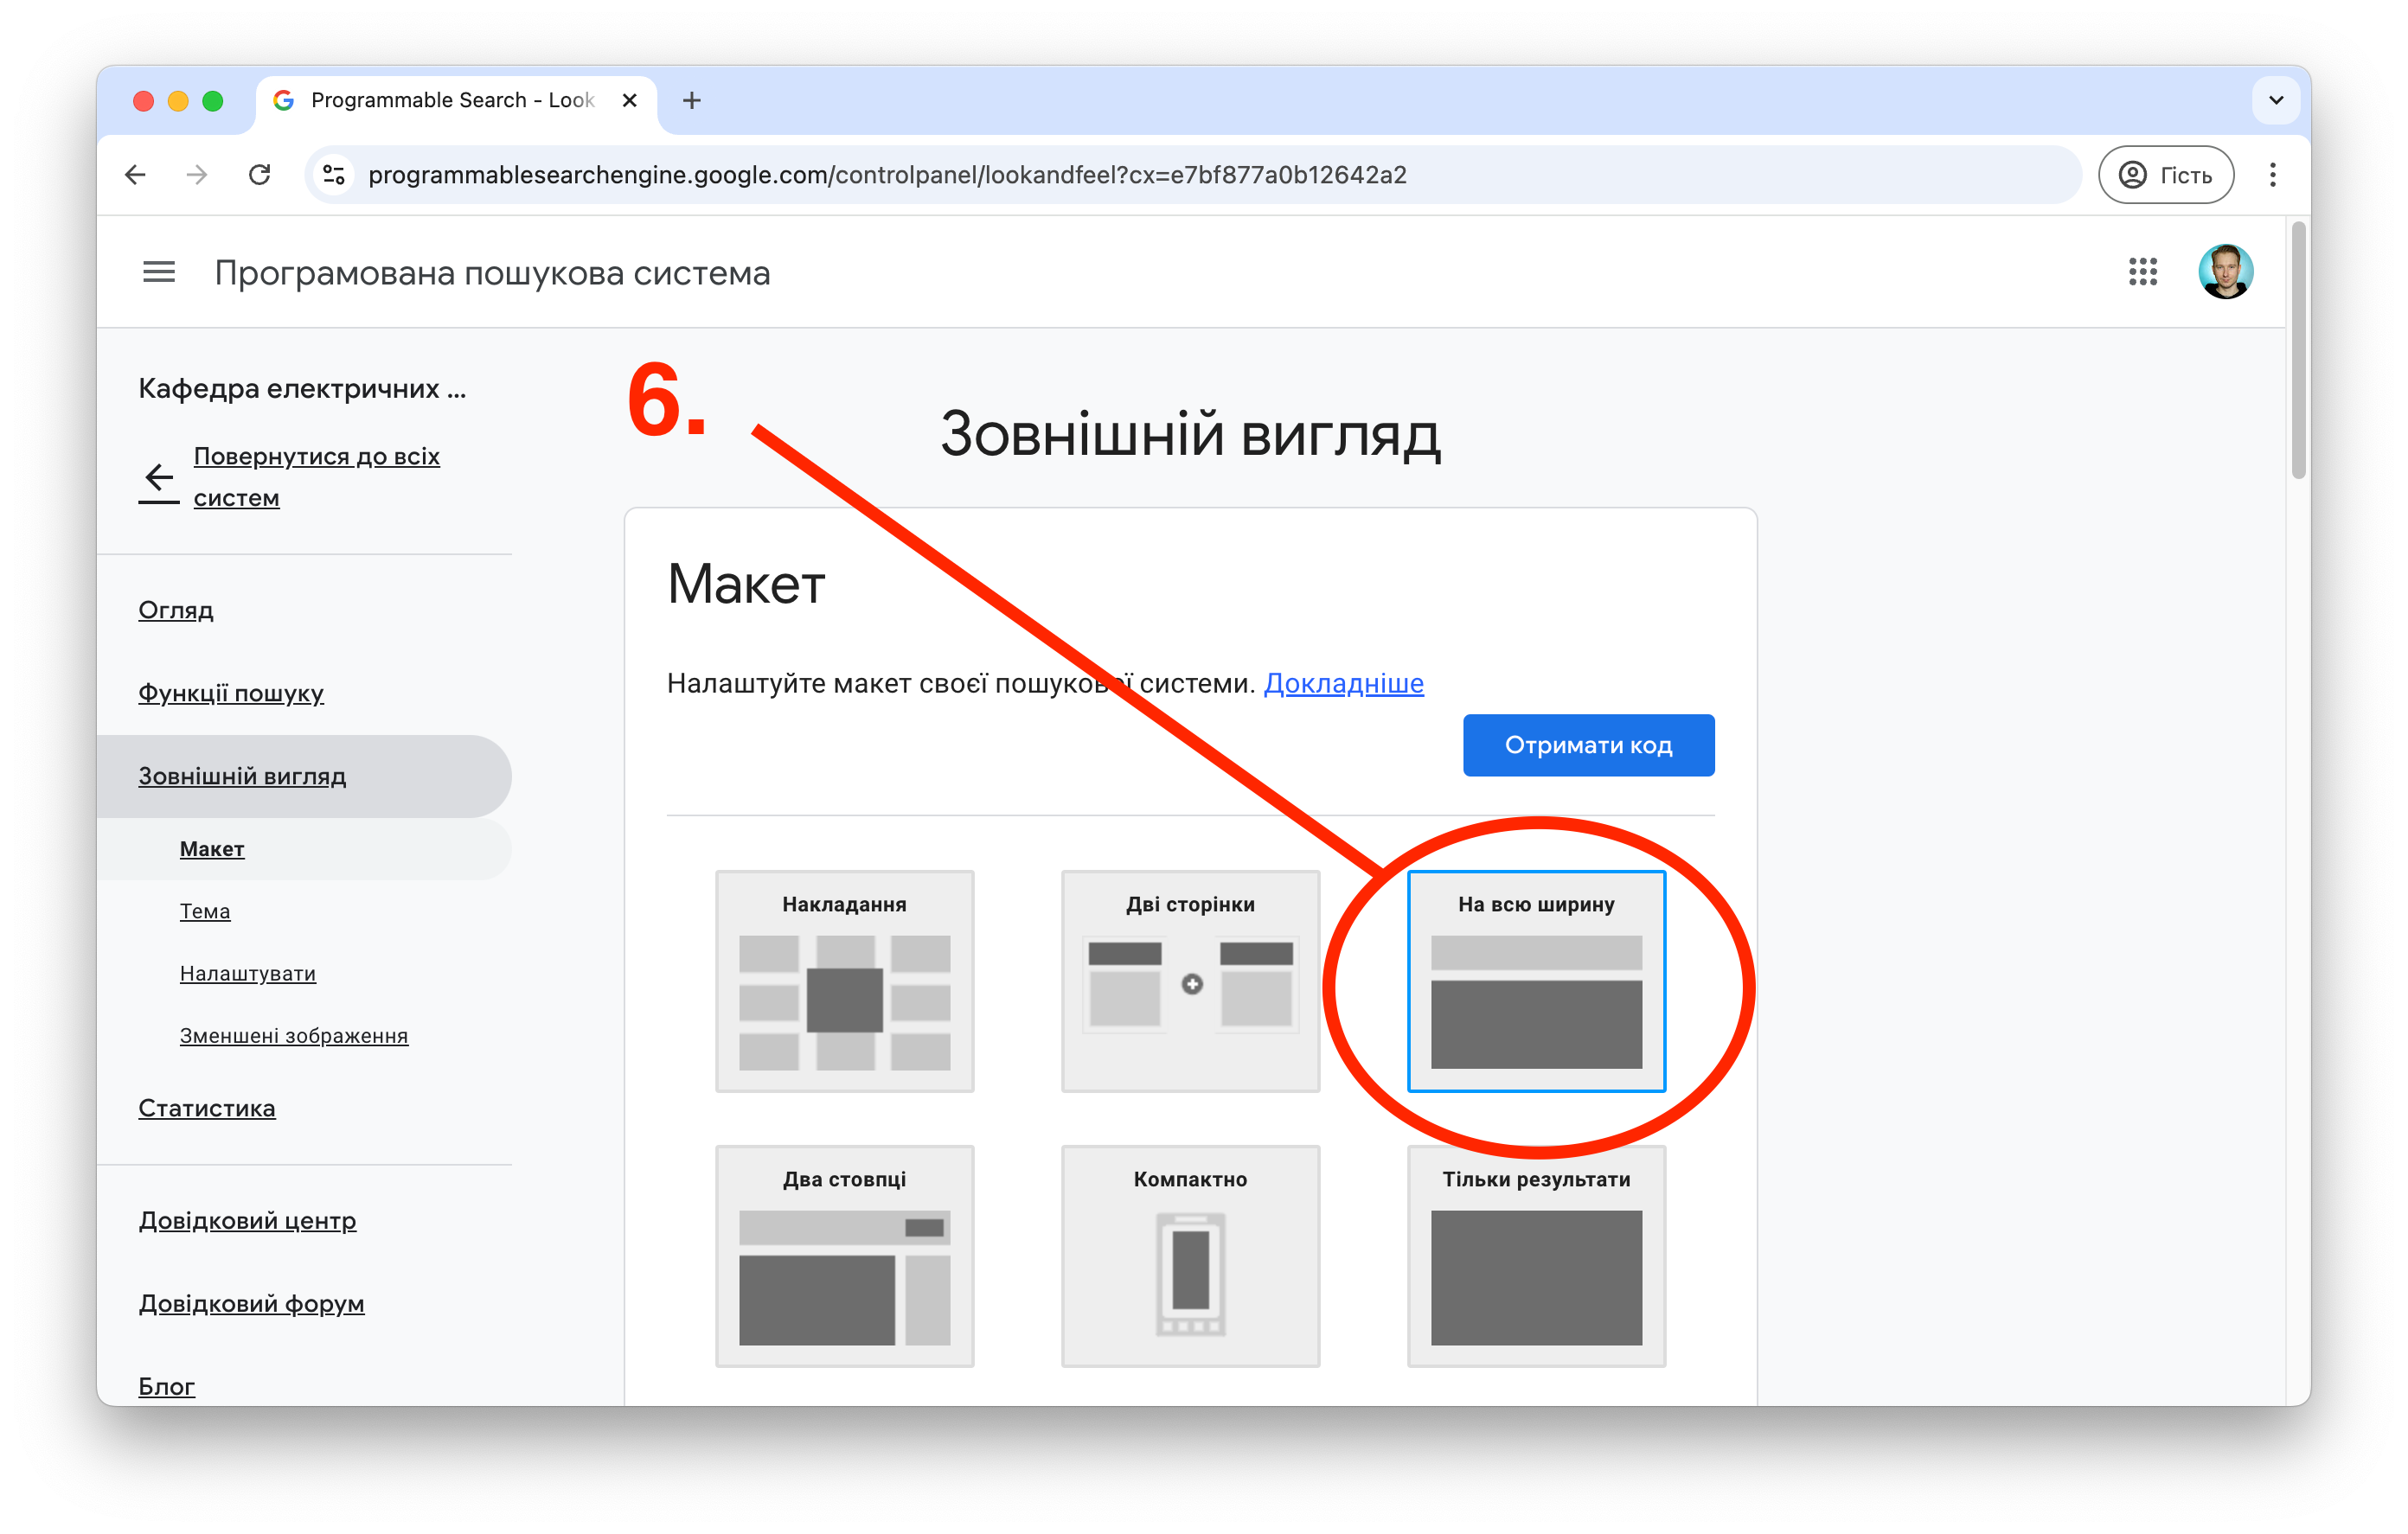 Programmable Search - Look
programmablesearchengine.google.com/controlpanel/lookandfeel?cx=e7bf877a0b12642a2
Гість
Програмована пошукова система
Кафедра електричних ...
Повернутися до всіх
систем
Огляд
Функції пошуку
Зовнішній вигляд
Макет
Тема
Налаштувати
Зменшені зображення
Статистика
Довідковий центр
Довідковий форум
Блог
6.
Зовнішній вигляд
Макет
Налаштуйте макет своєї пошукової системи. Докладніше
Отримати код
Накладання
Дві сторінки
На всю ширину
Два стовпці
Компактно
Тільки результати